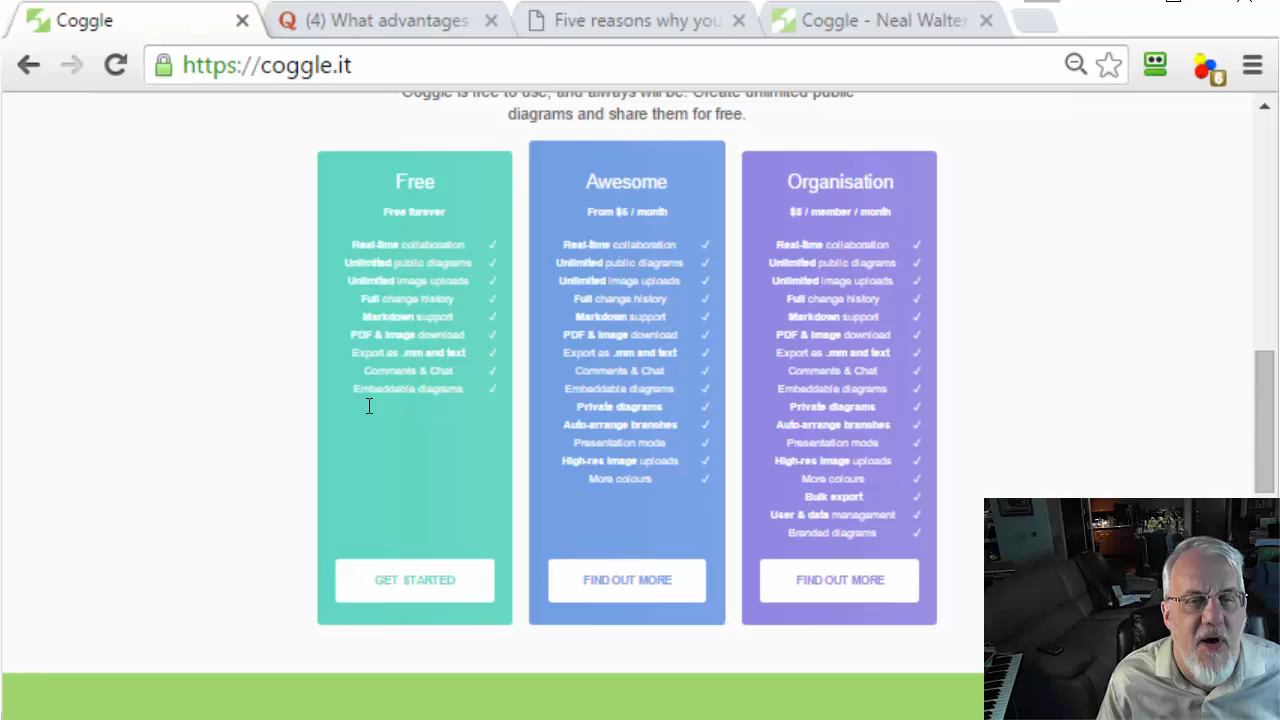 Coggle
(4) What advantages
Five reasons why you
Coggle - Neal Walter
https://coggle.it
6
Coggle is free to use, and always will be. Create unlimited public
diagrams and share them for free.
Free
Free forever
Real-time collaboration ✓
Unlimited public diagrams ✓
Unlimited image uploads ✓
Full change history ✓
Markdown support ✓
PDF & Image download ✓
Export as .mm and text ✓
Comments & Chat ✓
Embeddable diagrams ✓
GET STARTED
Awesome
From $5 / month
Real-time collaboration ✓
Unlimited public diagrams ✓
Unlimited image uploads ✓
Full change history ✓
Markdown support ✓
PDF & Image download ✓
Export as .mm and text ✓
Comments & Chat ✓
Embeddable diagrams ✓
Private diagrams ✓
Auto-arrange branches ✓
Presentation mode ✓
High-res image uploads ✓
More colours ✓
FIND OUT MORE
Organisation
$8 / member / month
Real-time collaboration ✓
Unlimited public diagrams ✓
Unlimited image uploads ✓
Full change history ✓
Markdown support ✓
PDF & Image download ✓
Export as .mm and text ✓
Comments & Chat ✓
Embeddable diagrams ✓
Private diagrams ✓
Auto-arrange branches ✓
Presentation mode ✓
High-res image uploads ✓
More colours ✓
Bulk export ✓
User & data management ✓
Branded diagrams ✓
FIND OUT MORE